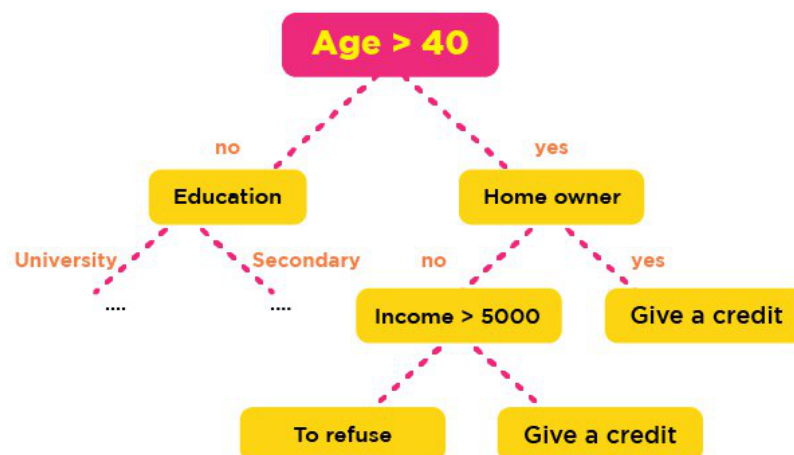 Age > 40
no
yes
Education
Home owner
University
Secondary
no
yes
....
....
Income > 5000
Give a credit
To refuse
Give a credit